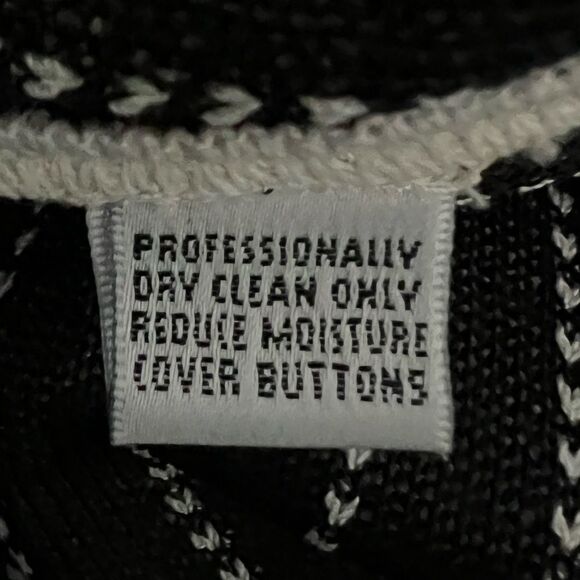 PROFESSIONALLY
DRY CLEAN ONLY
REDUCE MOISTURE
COVER BUTTONS